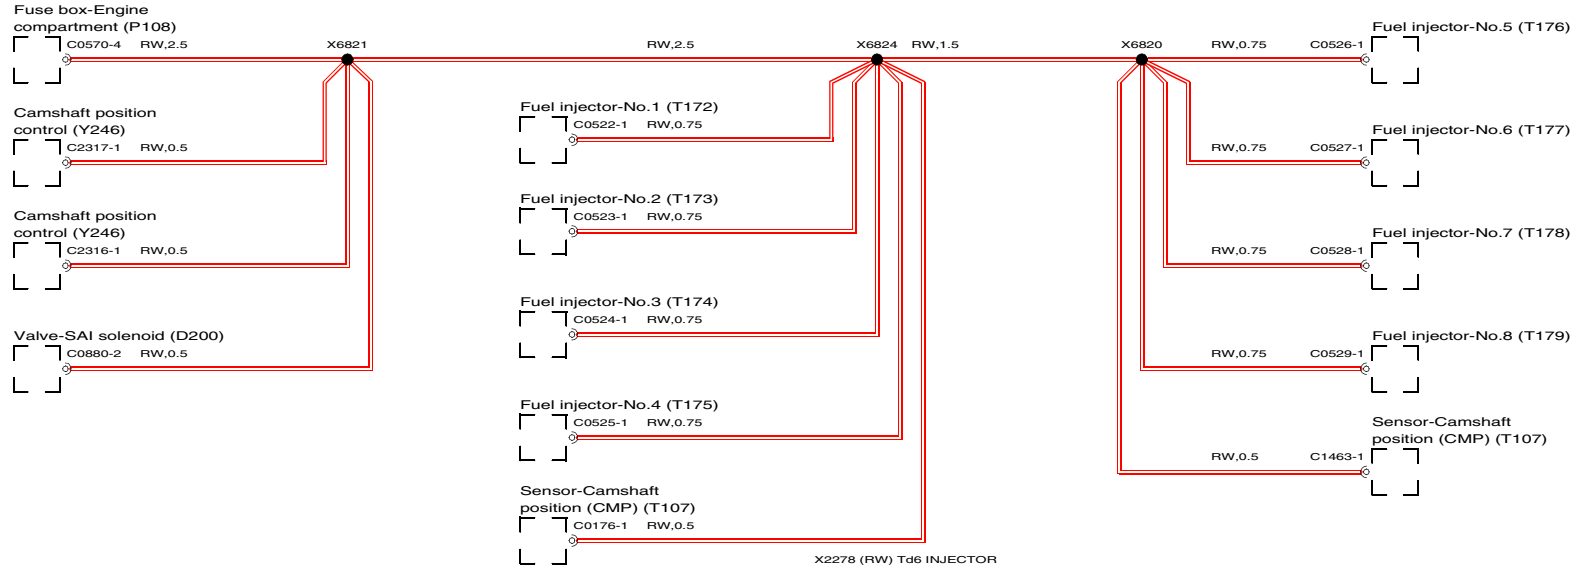 Fuse box-Engine
compartment (P108)
C0570-4 RW,2.5
X6821
RW,2.5
X6824 RW,1.5
X6820
RW,0.75 C0526-1
Fuel injector-No.5 (T176)
Camshaft position
control (Y246)
C2317-1 RW,0.5
Camshaft position
control (Y246)
C2316-1 RW,0.5
Valve-SAI solenoid (D200)
C0880-2 RW,0.5
Fuel injector-No.1 (T172)
C0522-1 RW,0.75
Fuel injector-No.2 (T173)
C0523-1 RW,0.75
Fuel injector-No.3 (T174)
C0524-1 RW,0.75
Fuel injector-No.4 (T175)
C0525-1 RW,0.75
Sensor-Camshaft
position (CMP) (T107)
C0176-1 RW,0.5
Fuel injector-No.6 (T177)
RW,0.75 C0527-1
Fuel injector-No.7 (T178)
RW,0.75 C0528-1
Fuel injector-No.8 (T179)
RW,0.75 C0529-1
Sensor-Camshaft
position (CMP) (T107)
RW,0.5 C1463-1
X2278 (RW) Td6 INJECTOR